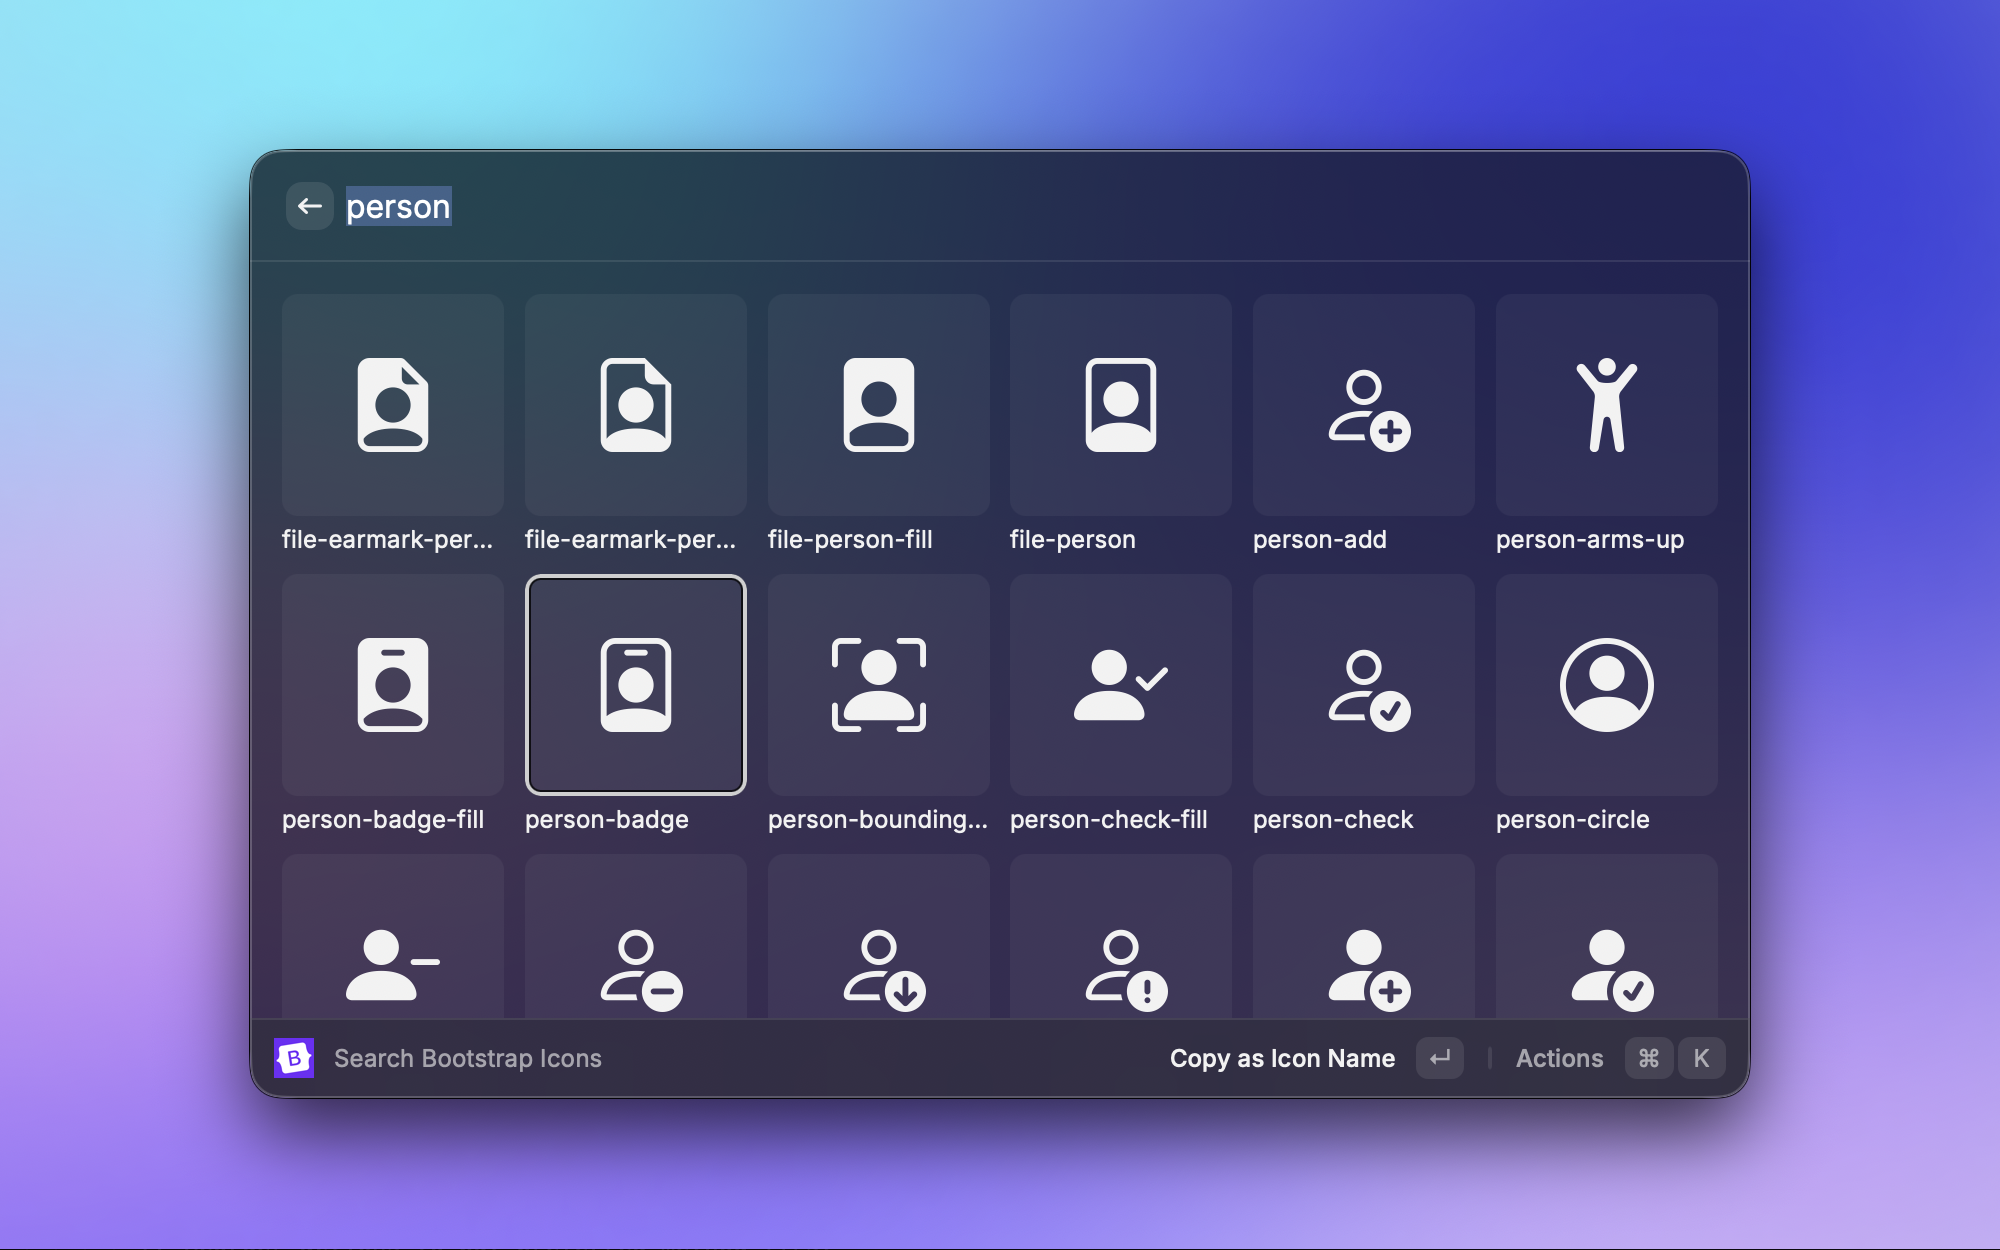 person
file-earmark-per... file-earmark-per... file-person-fill file-person person-add person-arms-up
person-badge-fill person-badge person-bounding... person-check-fill person-check person-circle
B Search Bootstrap Icons Copy as Icon Name ↵ Actions ⌘ K